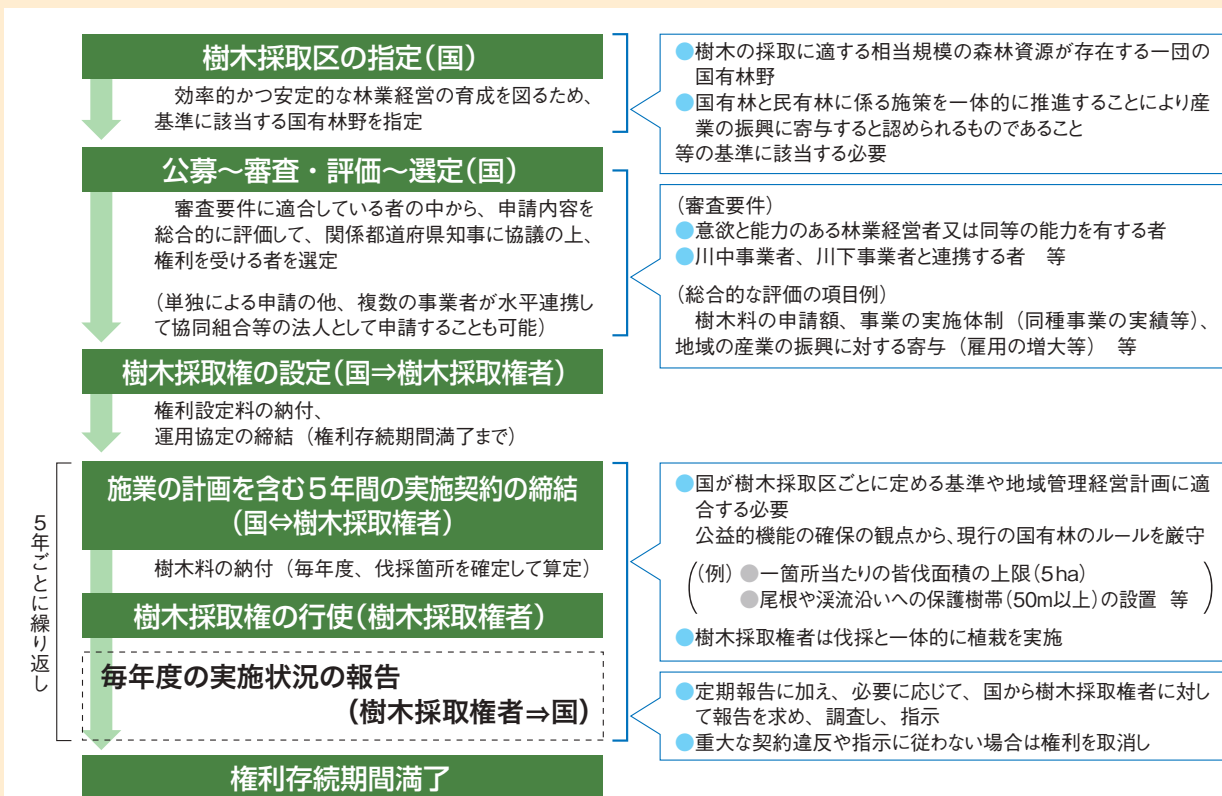 樹木採取区の指定(国)
効率的かつ安定的な林業経営の育成を図るため、
基準に該当する国有林野を指定
●樹木の採取に適する相当規模の森林資源が存在する一団の
国有林野
●国有林と民有林に係る施策を一体的に推進することにより産
業の振興に寄与すると認められるものであること
等の基準に該当する必要
公募～審査・評価～選定(国)
審査要件に適合している者の中から、申請内容を
総合的に評価して、関係都道府県知事に協議の上、
権利を受ける者を選定
(単独による申請の他、複数の事業者が水平連携し
て協同組合等の法人として申請することも可能)
(審査要件)
●意欲と能力のある林業経営者又は同等の能力を有する者
●川中事業者、川下事業者と連携する者 等
(総合的な評価の項目例)
樹木料の申請額、事業の実施体制(同種事業の実績等)、
地域の産業の振興に対する寄与(雇用の増大等) 等
樹木採取権の設定(国⇒樹木採取権者)
権利設定料の納付、
運用協定の締結(権利存続期間満了まで)
5年ごとに繰り返し
施業の計画を含む5年間の実施契約の締結
(国⇔樹木採取権者)
樹木料の納付(毎年度、伐採箇所を確定して算定)
樹木採取権の行使(樹木採取権者)
●国が樹木採取区ごとに定める基準や地域管理経営計画に適
合する必要
公益的機能の確保の観点から、現行の国有林のルールを厳守
(例)●一箇所当たりの皆伐面積の上限(5ha)
●尾根や渓流沿いへの保護樹帯(50m以上)の設置 等
●樹木採取権者は伐採と一体的に植栽を実施
毎年度の実施状況の報告
(樹木採取権者⇒国)
●定期報告に加え、必要に応じて、国から樹木採取権者に対し
て報告を求め、調査し、指示
●重大な契約違反や指示に従わない場合は権利を取消し
権利存続期間満了